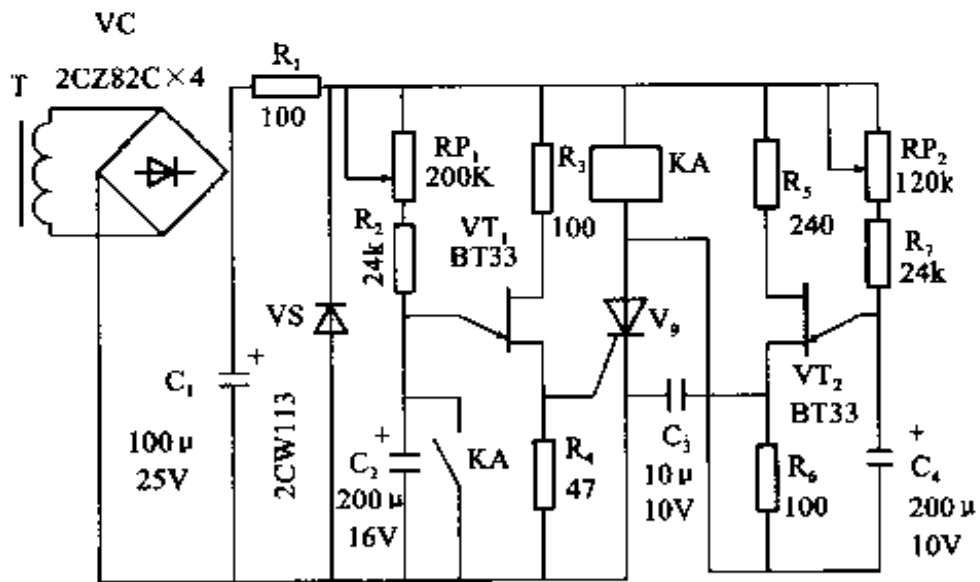 VC
T
2CZ82C×4
R₁
100
RP₁
200K
R₂
24k
VT₁
BT33
R₃
100
KA
R₅
240
RP₂
120k
R₇
24k
VS
V₉
VT₂
BT33
C₁
100μ
25V
2CW113
C₂
200μ
16V
KA
R₄
47
C₃
10μ
10V
R₆
100
C₄
200μ
10V